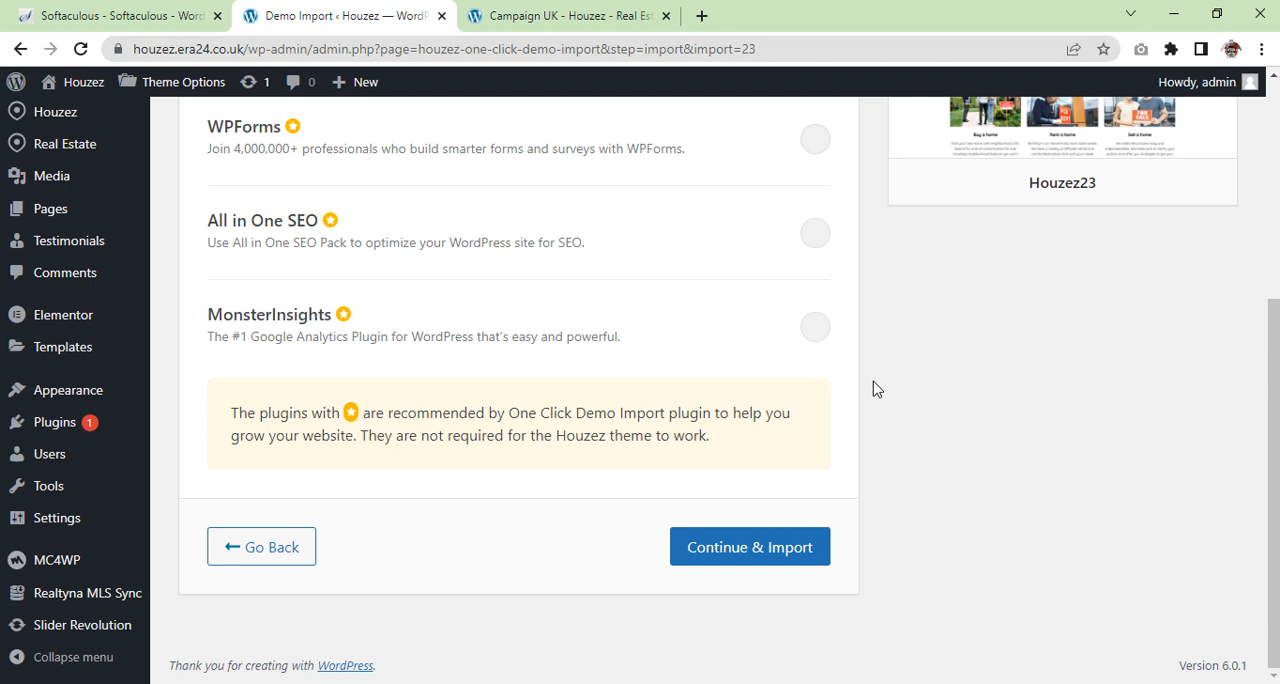 Softaculous - Softaculous - Word
Demo Import ‹ Houzez — WordP
Campaign UK - Houzez - Real Est
houzez.era24.co.uk/wp-admin/admin.php?page=houzez-one-click-demo-import&step=import&import=23
Houzez
Theme Options
1
0
New
Howdy, admin
Houzez
Real Estate
Media
Pages
Testimonials
Comments
Elementor
Templates
Appearance
Plugins 1
Users
Tools
Settings
MC4WP
Realtyna MLS Sync
Slider Revolution
Collapse menu
WPForms
Join 4,000,000+ professionals who build smarter forms and surveys with WPForms.
All in One SEO
Use All in One SEO Pack to optimize your WordPress site for SEO.
MonsterInsights
The #1 Google Analytics Plugin for WordPress that's easy and powerful.
The plugins with are recommended by One Click Demo Import plugin to help you
grow your website. They are not required for the Houzez theme to work.
← Go Back
Continue & Import
Buy a home
Rent a home
Sell a home
Houzez23
Thank you for creating with WordPress.
Version 6.0.1